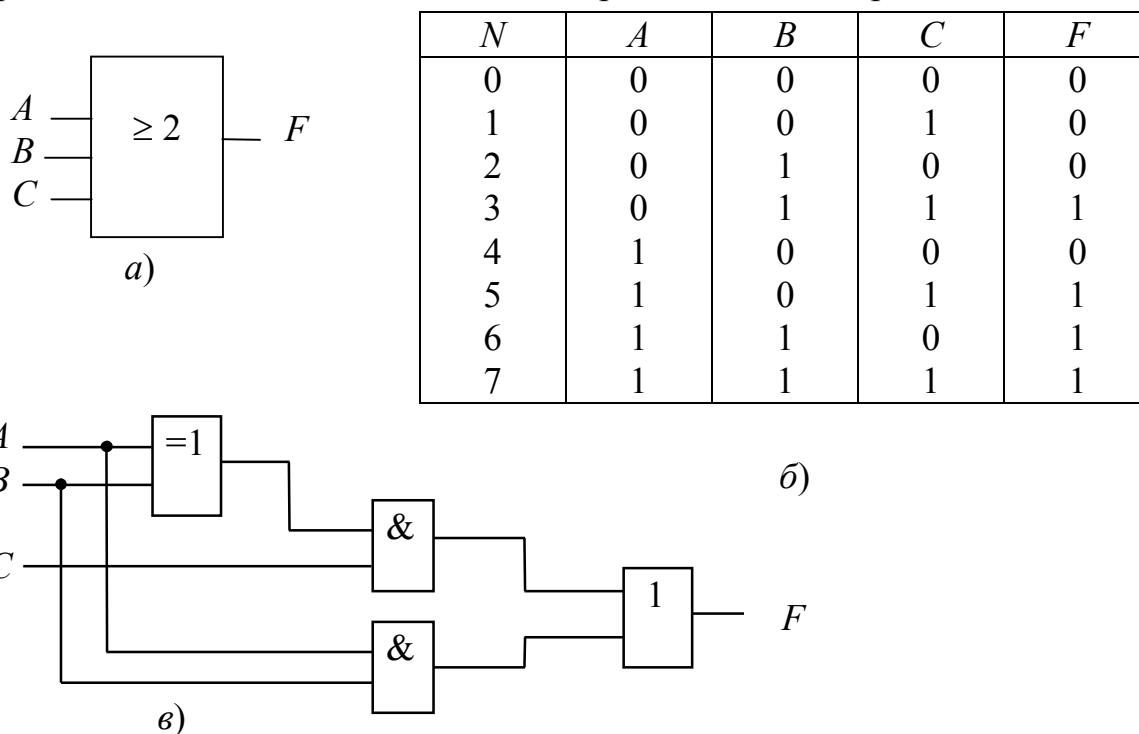 N A B C F
0 0 0 0 0
1 0 0 1 0
2 0 1 0 0
3 0 1 1 1
4 1 0 0 0
5 1 0 1 1
6 1 1 0 1
7 1 1 1 1
A
≥ 2
F
B
C
а)
б)
A
=1
B
&
C
1
F
&
в)